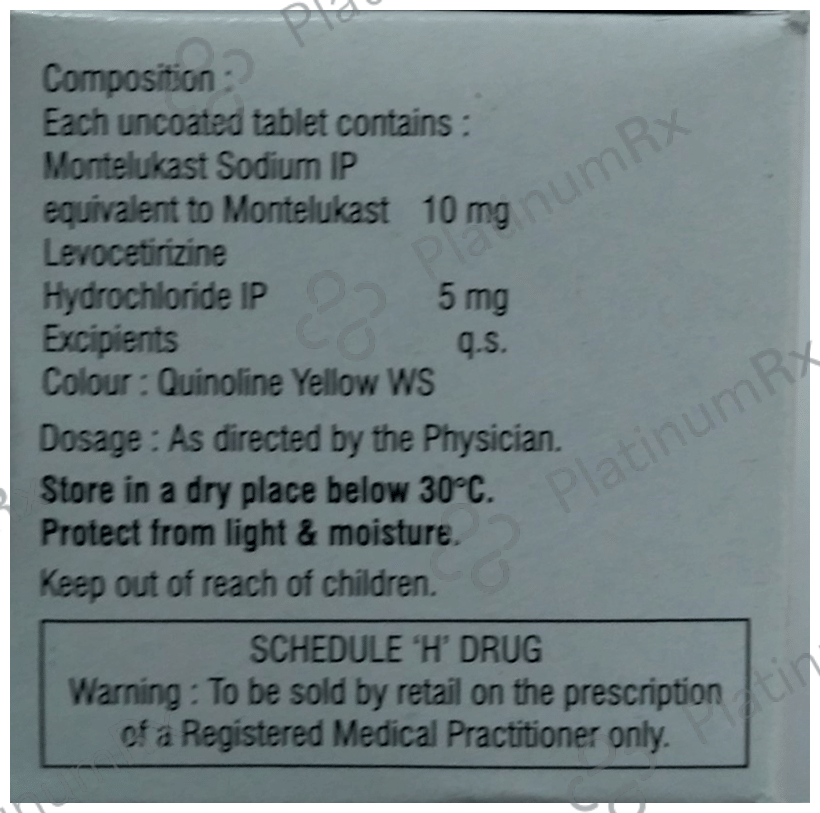 Composition :
Each uncoated tablet contains :
Montelukast Sodium IP
equivalent to Montelukast 10 mg
Levocetirizine
Hydrochloride IP 5 mg
Excipients q.s.
Colour : Quinoline Yellow WS
Dosage : As directed by the Physician.
Store in a dry place below 30°C.
Protect from light & moisture.
Keep out of reach of children.
SCHEDULE 'H' DRUG
Warning : To be sold by retail on the prescription
of a Registered Medical Practitioner only.
PlatinumRx
PlatinumRx